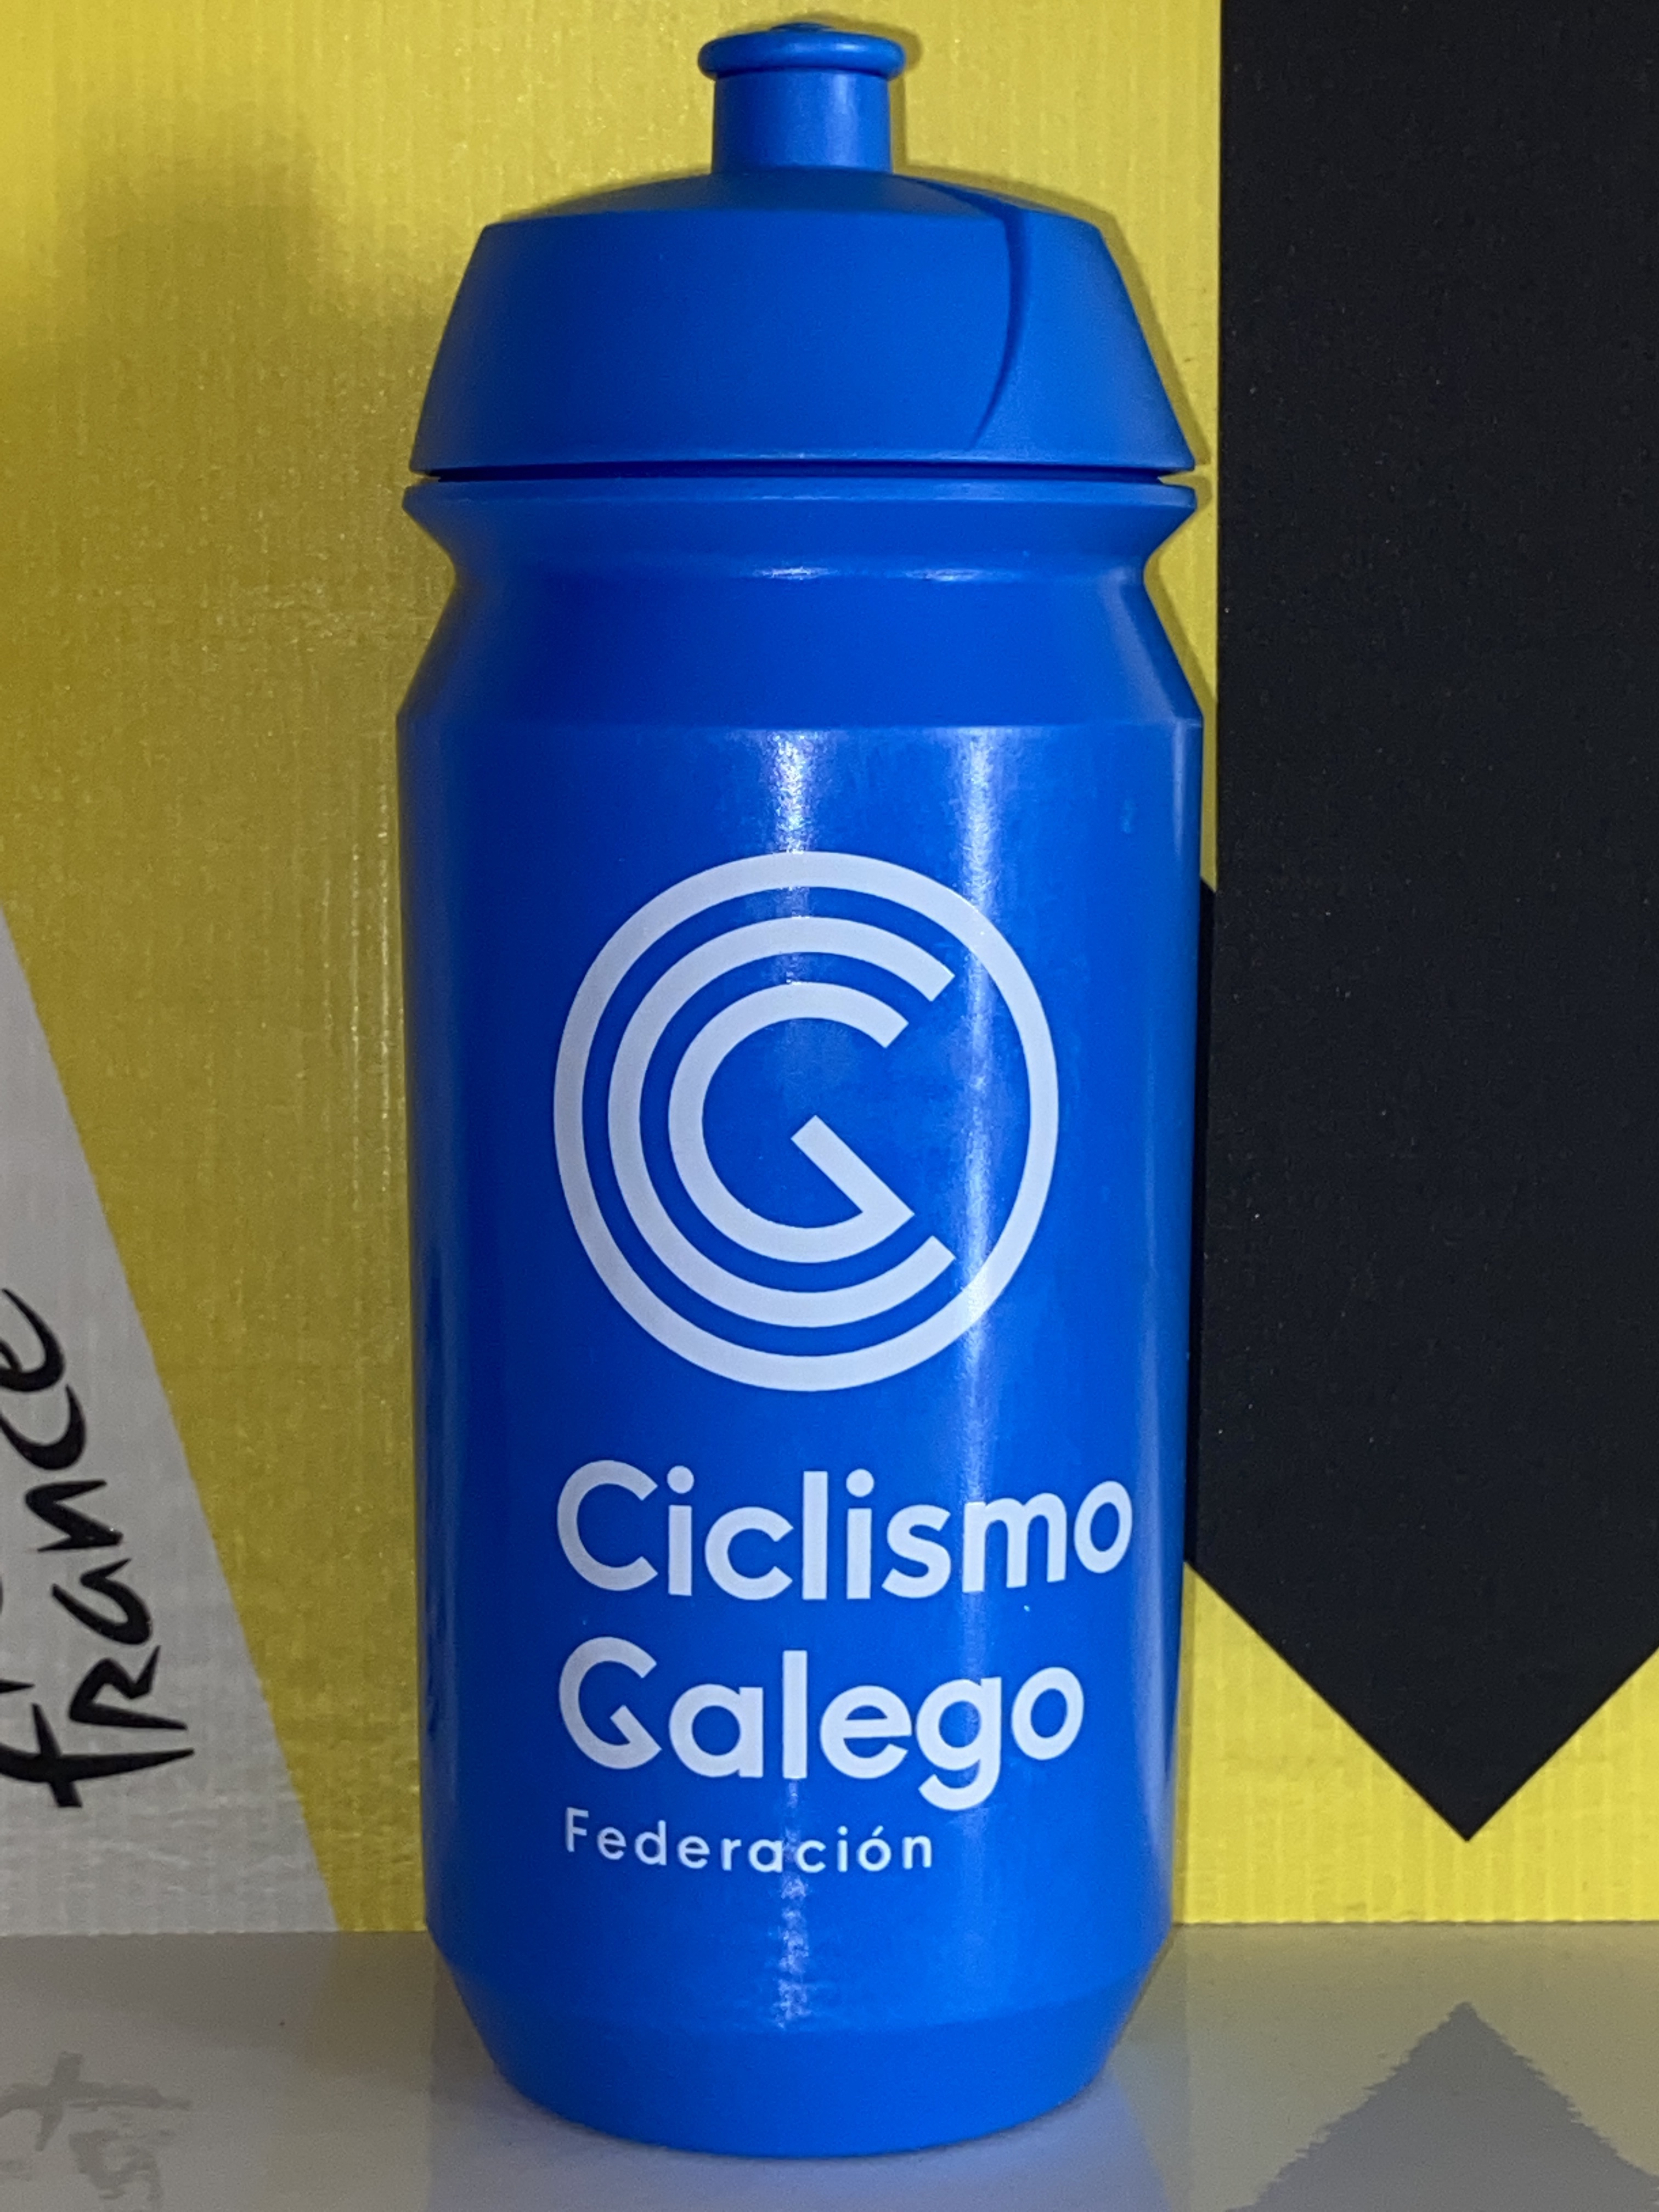 Ciclismo
Galego
Federación
france